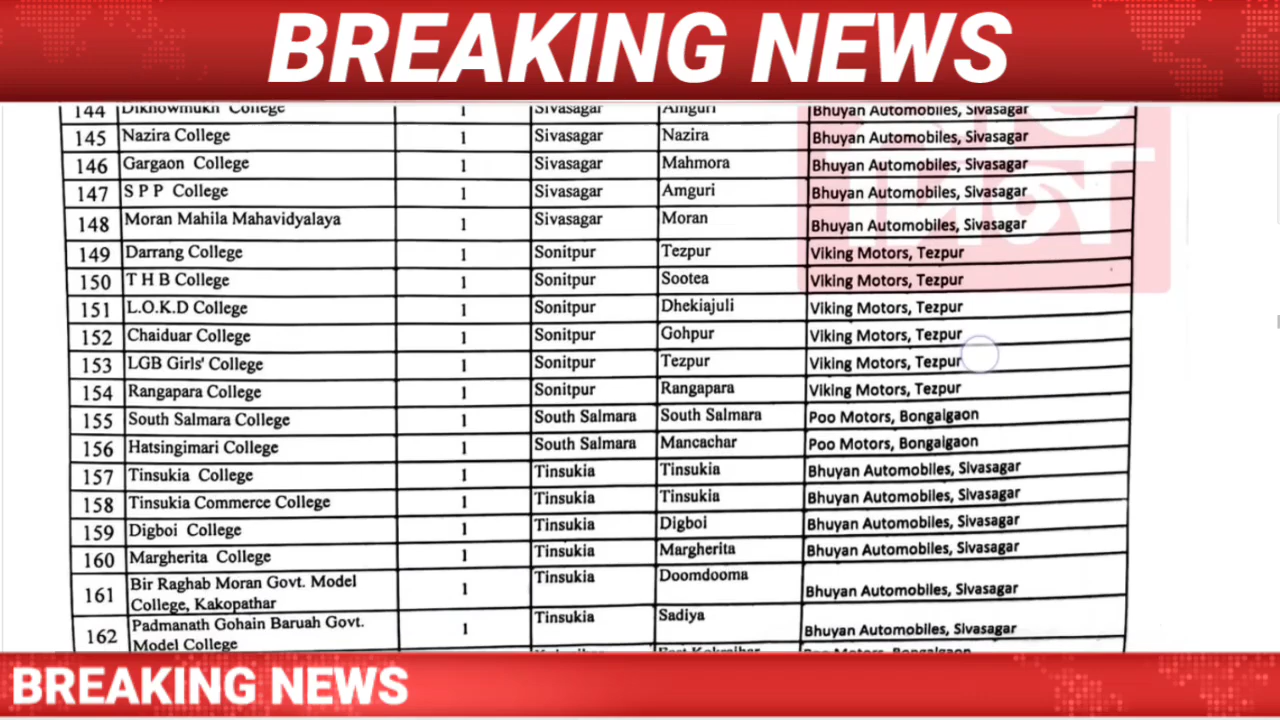 BREAKING NEWS
144 Dikhowmukh College 1 Sivasagar Amguri Bhuyan Automobiles, Sivasagar
145 Nazira College 1 Sivasagar Nazira Bhuyan Automobiles, Sivasagar
146 Gargaon College 1 Sivasagar Mahmora Bhuyan Automobiles, Sivasagar
147 S P P College 1 Sivasagar Amguri Bhuyan Automobiles, Sivasagar
148 Moran Mahila Mahavidyalaya 1 Sivasagar Moran Bhuyan Automobiles, Sivasagar
149 Darrang College 1 Sonitpur Tezpur Viking Motors, Tezpur
150 T H B College 1 Sonitpur Sootea Viking Motors, Tezpur
151 L.O.K.D College 1 Sonitpur Dhekiajuli Viking Motors, Tezpur
152 Chaiduar College 1 Sonitpur Gohpur Viking Motors, Tezpur
153 LGB Girls' College 1 Sonitpur Tezpur Viking Motors, Tezpur
154 Rangapara College 1 Sonitpur Rangapara Viking Motors, Tezpur
155 South Salmara College 1 South Salmara South Salmara Poo Motors, Bongalgaon
156 Hatsingimari College 1 South Salmara Mancachar Poo Motors, Bongalgaon
157 Tinsukia College 1 Tinsukia Tinsukia Bhuyan Automobiles, Sivasagar
158 Tinsukia Commerce College 1 Tinsukia Tinsukia Bhuyan Automobiles, Sivasagar
159 Digboi College 1 Tinsukia Digboi Bhuyan Automobiles, Sivasagar
160 Margherita College 1 Tinsukia Margherita Bhuyan Automobiles, Sivasagar
161 Bir Raghab Moran Govt. Model
College, Kakopathar 1 Tinsukia Doomdooma Bhuyan Automobiles, Sivasagar
162 Padmanath Gohain Baruah Govt.
Model College 1 Tinsukia Sadiya Bhuyan Automobiles, Sivasagar
BREAKING NEWS